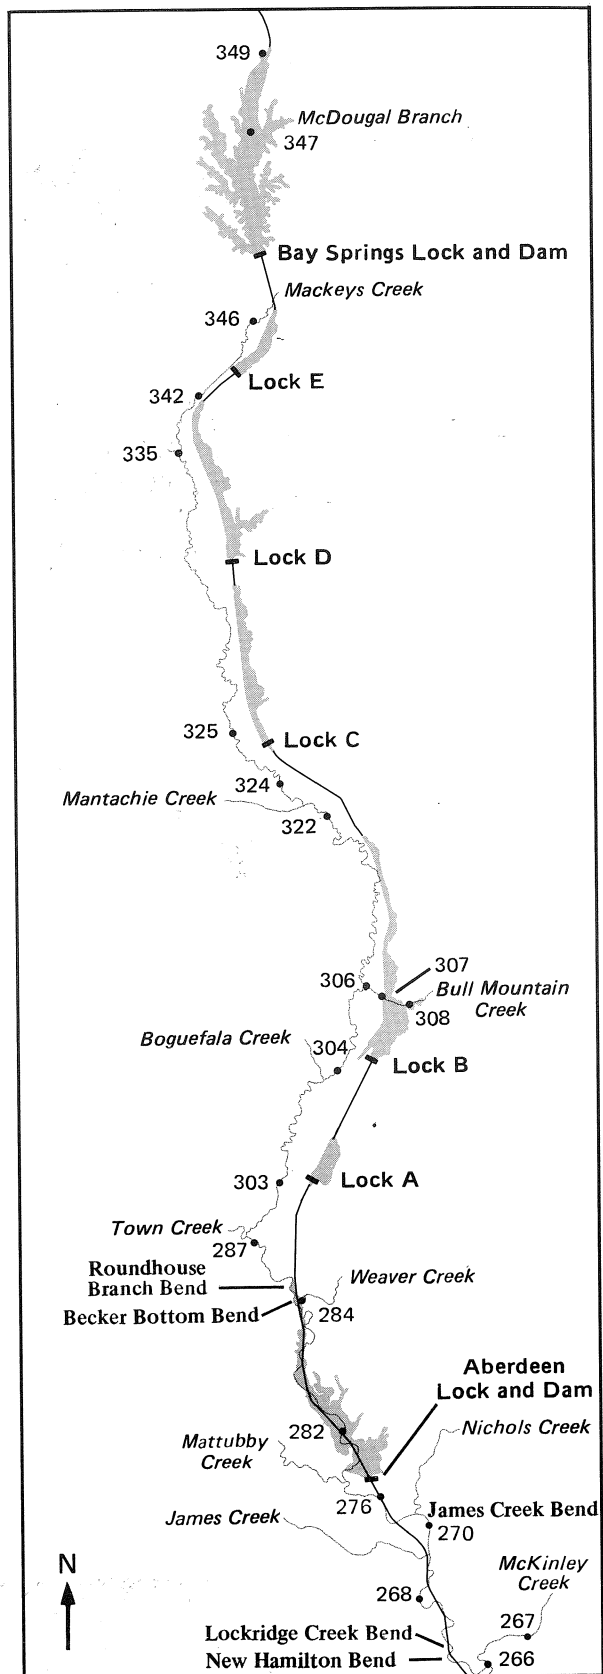 349
McDougal Branch
347
Bay Springs Lock and Dam
Mackeys Creek
346
Lock E
342
335
Lock D
325
Lock C
324
Mantachie Creek
322
307
306
Bull Mountain
Creek
308
Boguefala Creek
304
Lock B
303
Lock A
Town Creek
287
Roundhouse
Branch Bend
Weaver Creek
Becker Bottom Bend
284
Aberdeen
Lock and Dam
282
Nichols Creek
Mattubby
Creek
276
James Creek Bend
James Creek
270
McKinley
Creek
268
N
267
Lockridge Creek Bend
New Hamilton Bend
266